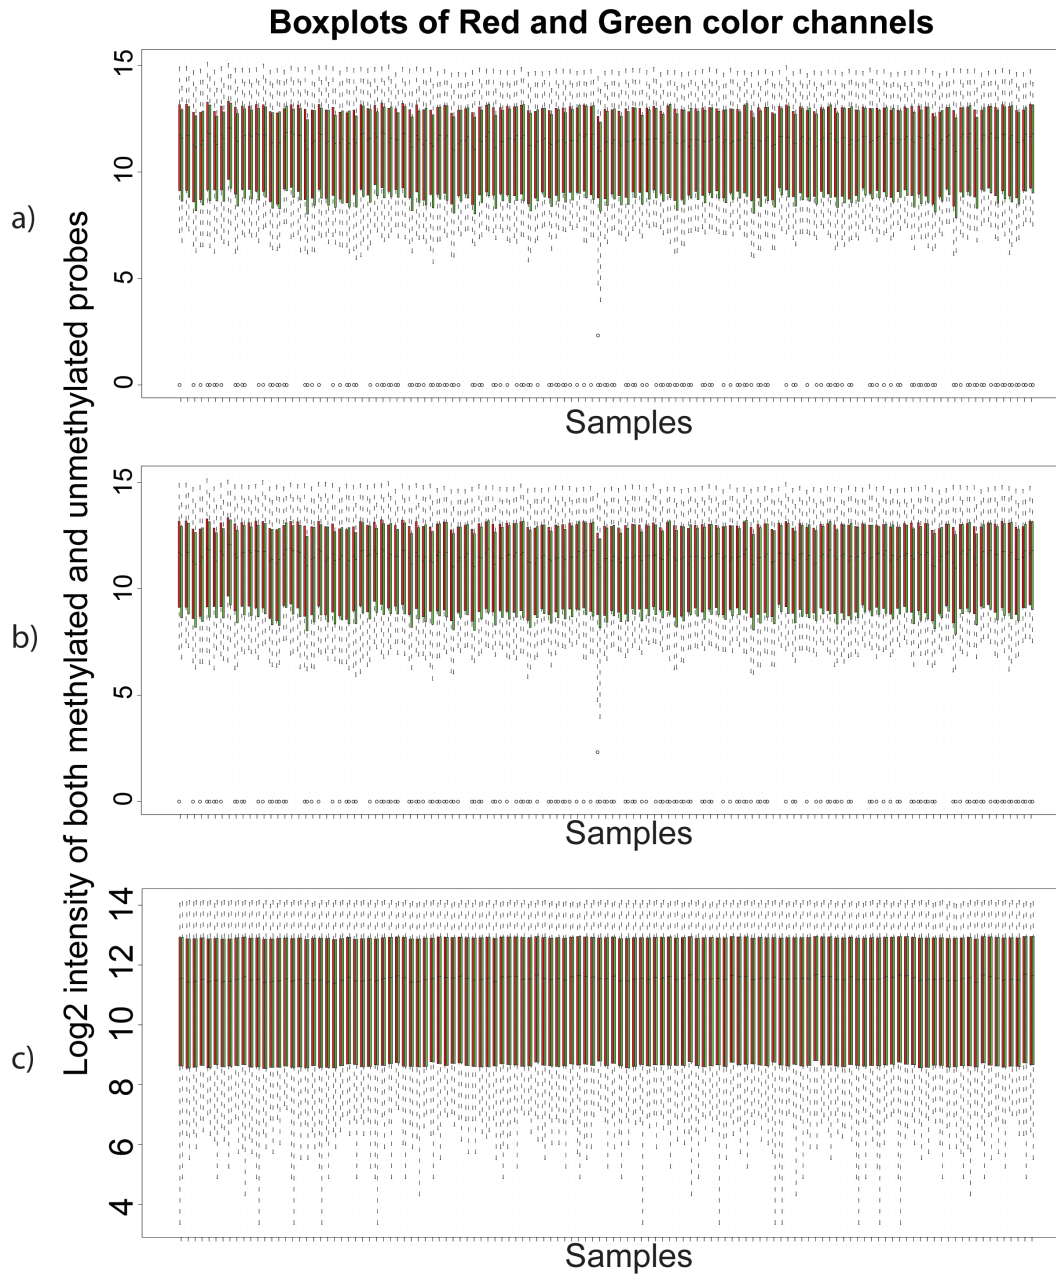 Boxplots of Red and Green color channels
Log2 intensity of both methylated and unmethylated probes
a)
15
10
5
0
Samples
b)
15
10
5
0
Samples
c)
14
12
10
8
6
4
Samples